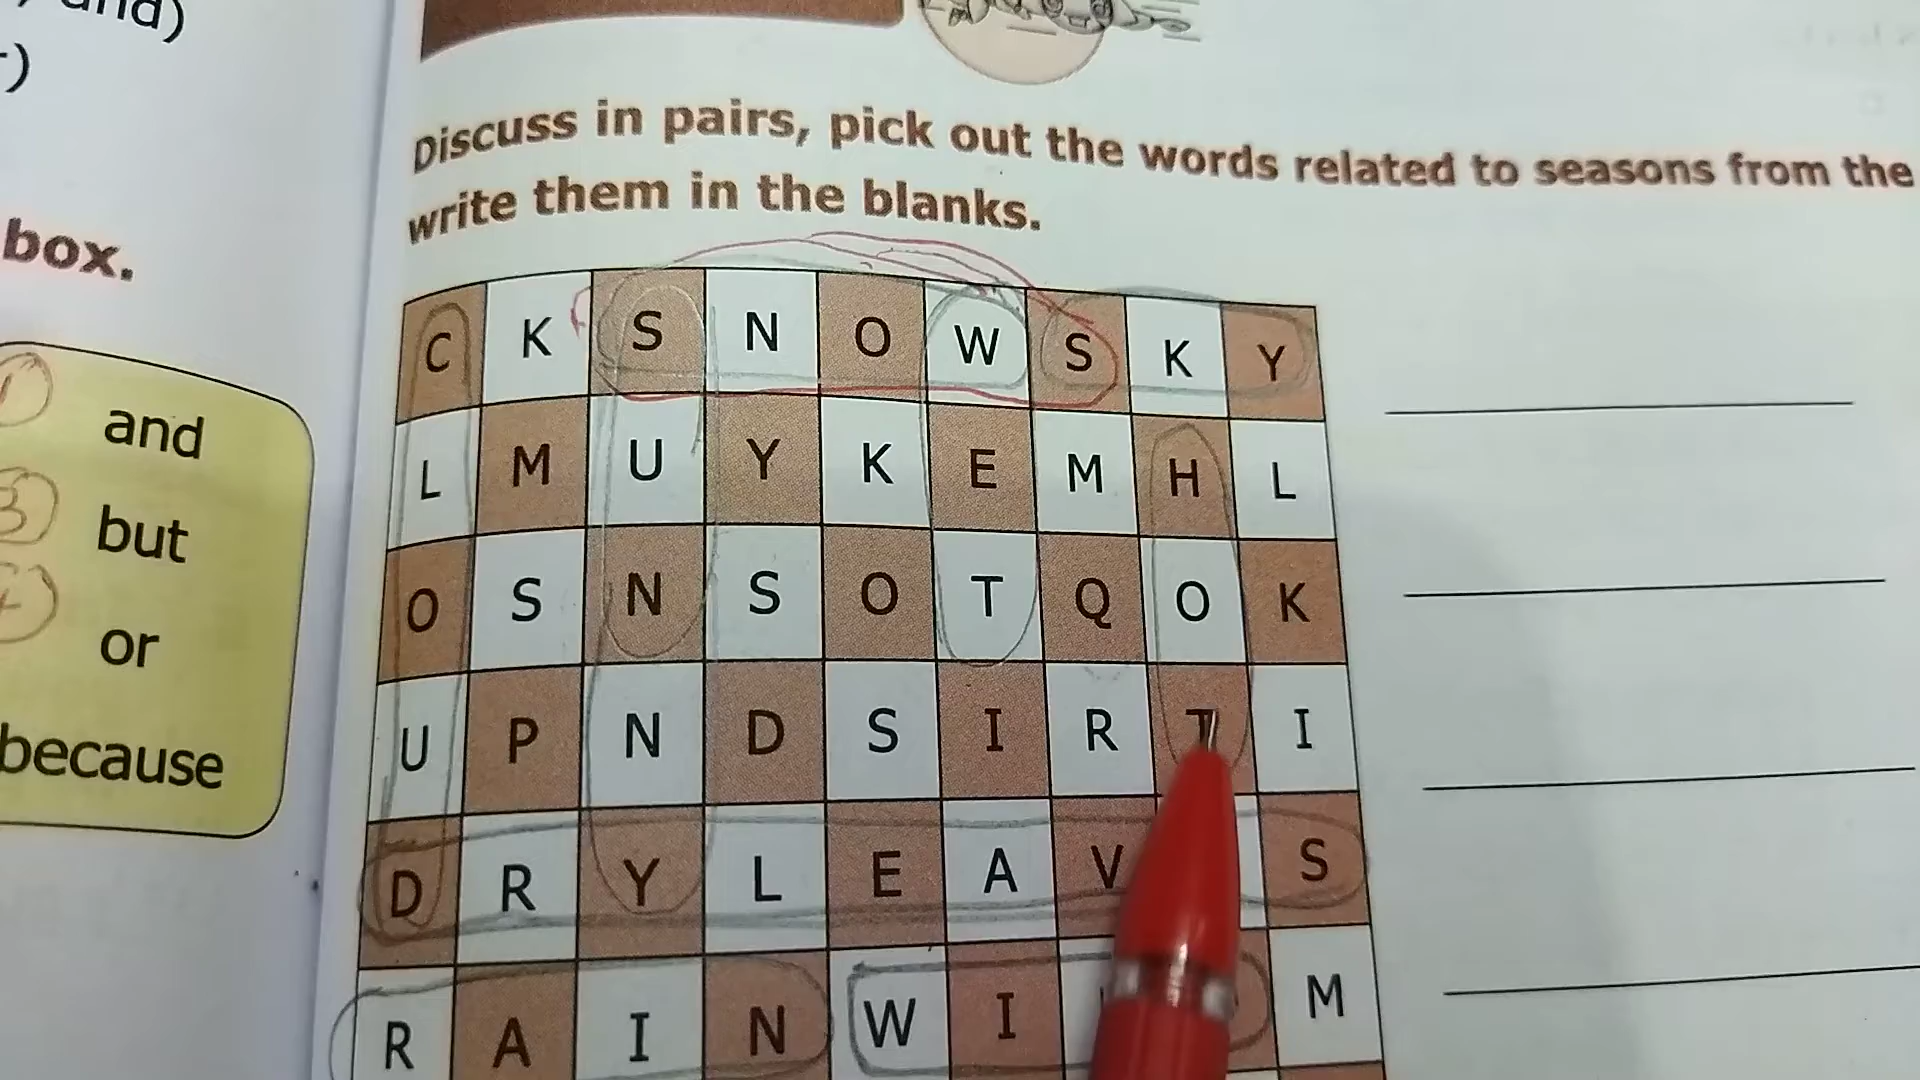 and)
box.
and
but
or
because
Discuss in pairs, pick out the words related to seasons from the
write them in the blanks.
C K S N O W S K Y
L M U Y K E M H L
O S N S O T Q O K
U P N D S I R T I
D R Y L E A V S
R A I N W I M